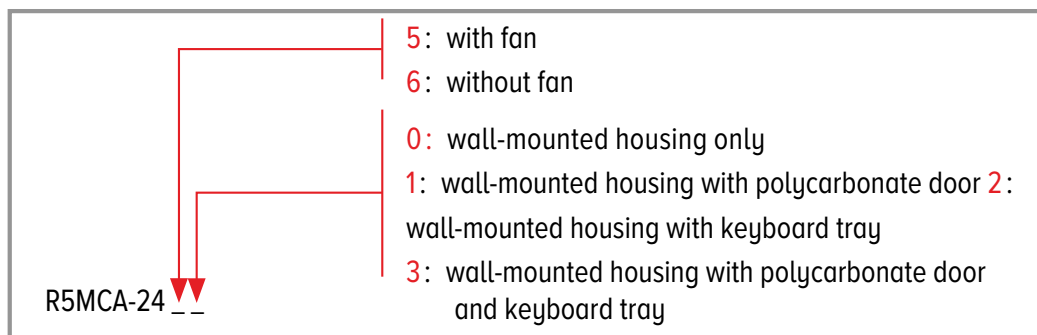 5: with fan
6: without fan
0: wall-mounted housing only
1: wall-mounted housing with polycarbonate door 2:
wall-mounted housing with keyboard tray
3: wall-mounted housing with polycarbonate door
and keyboard tray
R5MCA-24 _ _